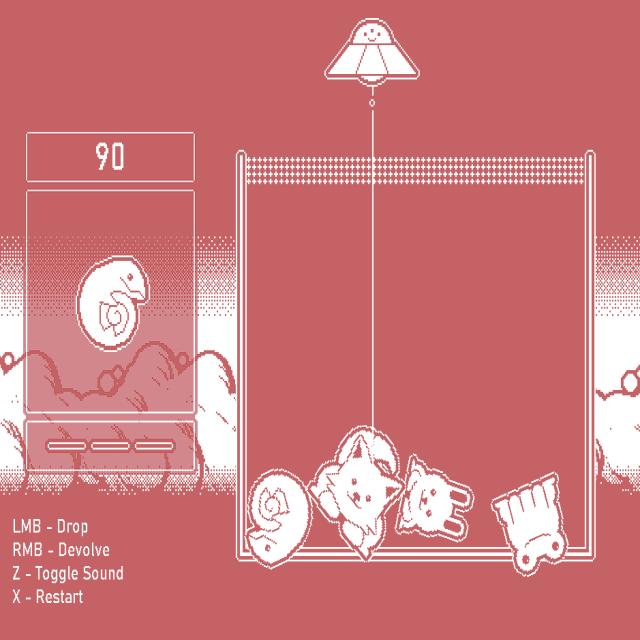 90
LMB - Drop
RMB - Devolve
Z - Toggle Sound
X - Restart